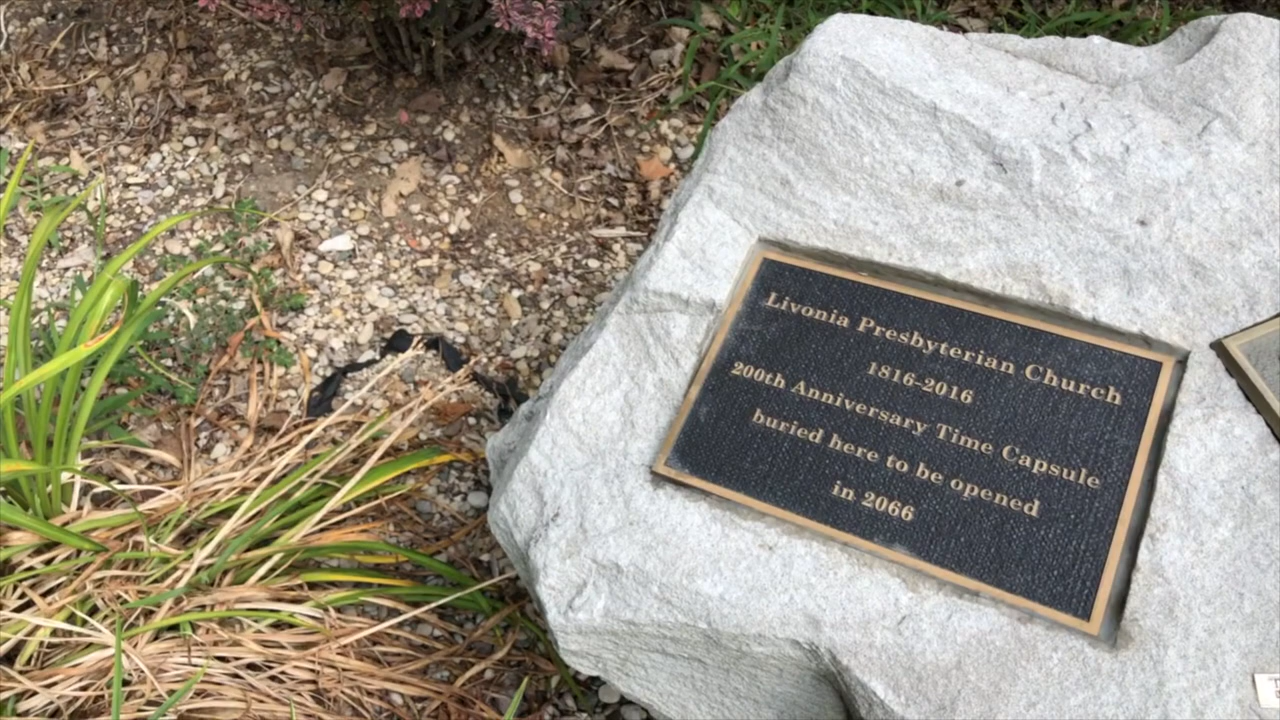 Livonia Presbyterian Church
1816-2016
200th Anniversary Time Capsule
buried here to be opened
in 2066